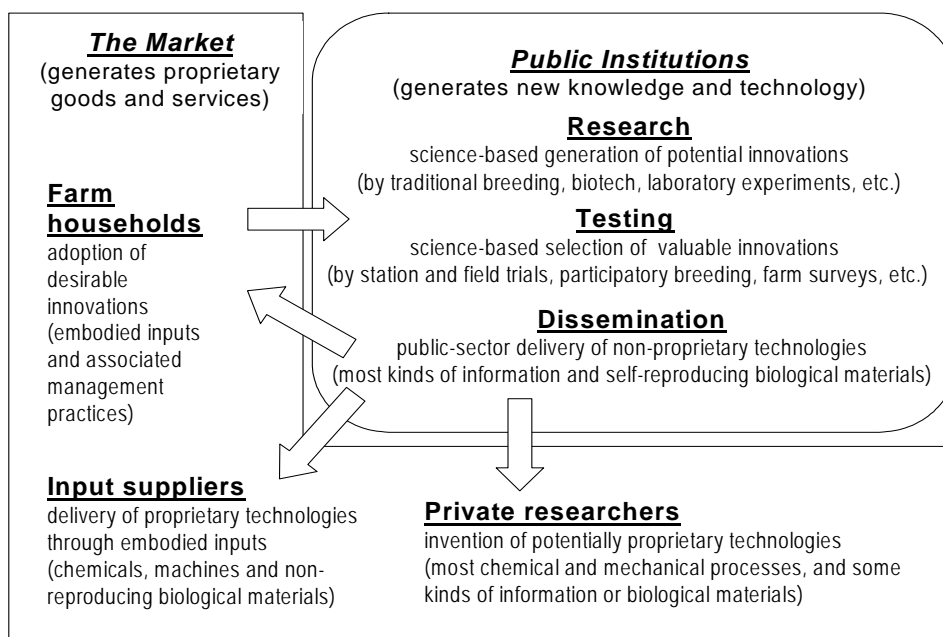 The Market
(generates proprietary
goods and services)
Public Institutions
(generates new knowledge and technology)
Research
science-based generation of potential innovations
(by traditional breeding, biotech, laboratory experiments, etc.)
Testing
science-based selection of valuable innovations
(by station and field trials, participatory breeding, farm surveys, etc.)
Dissemination
public-sector delivery of non-proprietary technologies
(most kinds of information and self-reproducing biological materials)
Farm
households
adoption of
desirable
innovations
(embodied inputs
and associated
management
practices)
Input suppliers
delivery of proprietary technologies
through embodied inputs
(chemicals, machines and non-
reproducing biological materials)
Private researchers
invention of potentially proprietary technologies
(most chemical and mechanical processes, and some
kinds of information or biological materials)